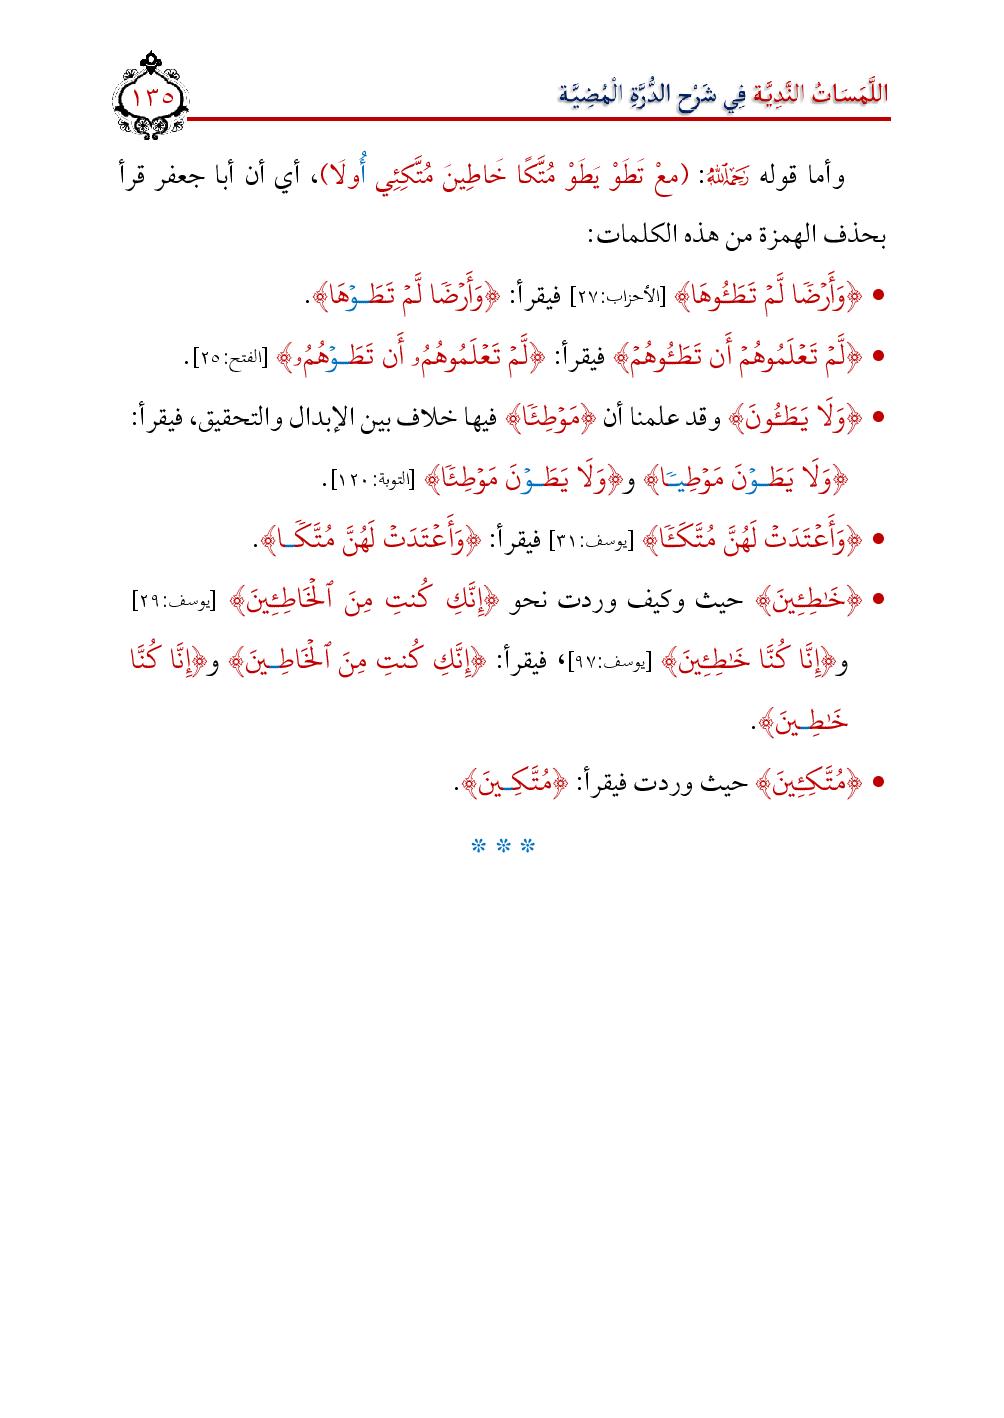 اللَّمَسَاتُ النَّدِيَّة فِي شَرْحِ الدُّرَّةِ الْمُضِيَّة
١٣٥
وأما قوله رَحِمَهُ ٱللَّهُ: (معْ تَطَوْ يَطَوْ مُتَّكًا خَاطِينَ مُتَّكِئِي أُولَا)، أي أن أبا جعفر قرأ
بحذف الهمزة من هذه الكلمات:
• ﴿وَأَرۡضٗا لَّمۡ تَطَـُٔوهَا﴾ [الأحزاب:٢٧] فيقرأ: ﴿وَأَرۡضٗا لَّمۡ تَطَـوۡهَا﴾.
• ﴿لَّمۡ تَعۡلَمُوهُمۡ أَن تَطَـُٔوهُمۡ﴾ فيقرأ: ﴿لَّمۡ تَعۡلَمُوهُمُۥ أَن تَطَـوۡهُمُۥ﴾ [الفتح:٢٥].
• ﴿وَلَا يَطَـُٔونَ﴾ وقد علمنا أن ﴿مَوۡطِئٗا﴾ فيها خلاف بين الإبدال والتحقيق، فيقرأ:
﴿وَلَا يَطَـوۡنَ مَوۡطِيـٗا﴾ و﴿وَلَا يَطَـوۡنَ مَوۡطِئٗا﴾ [التوبة:١٢٠].
• ﴿وَأَعۡتَدَتۡ لَهُنَّ مُتَّكَـٔٗا﴾ [يوسف:٣١] فيقرأ: ﴿وَأَعۡتَدَتۡ لَهُنَّ مُتَّكٗـا﴾.
• ﴿خَٰطِـِٔينَ﴾ حيث وكيف وردت نحو ﴿إِنَّكِ كُنتِ مِنَ ٱلۡخَاطِـِٔينَ﴾ [يوسف:٢٩]
و﴿إِنَّا كُنَّا خَٰطِـِٔينَ﴾ [يوسف:٩٧]، فيقرأ: ﴿إِنَّكِ كُنتِ مِنَ ٱلۡخَاطِـينَ﴾ و﴿إِنَّا كُنَّا
خَٰطِـينَ﴾.
• ﴿مُتَّكِـِٔينَ﴾ حيث وردت فيقرأ: ﴿مُتَّكِـينَ﴾.
* * *